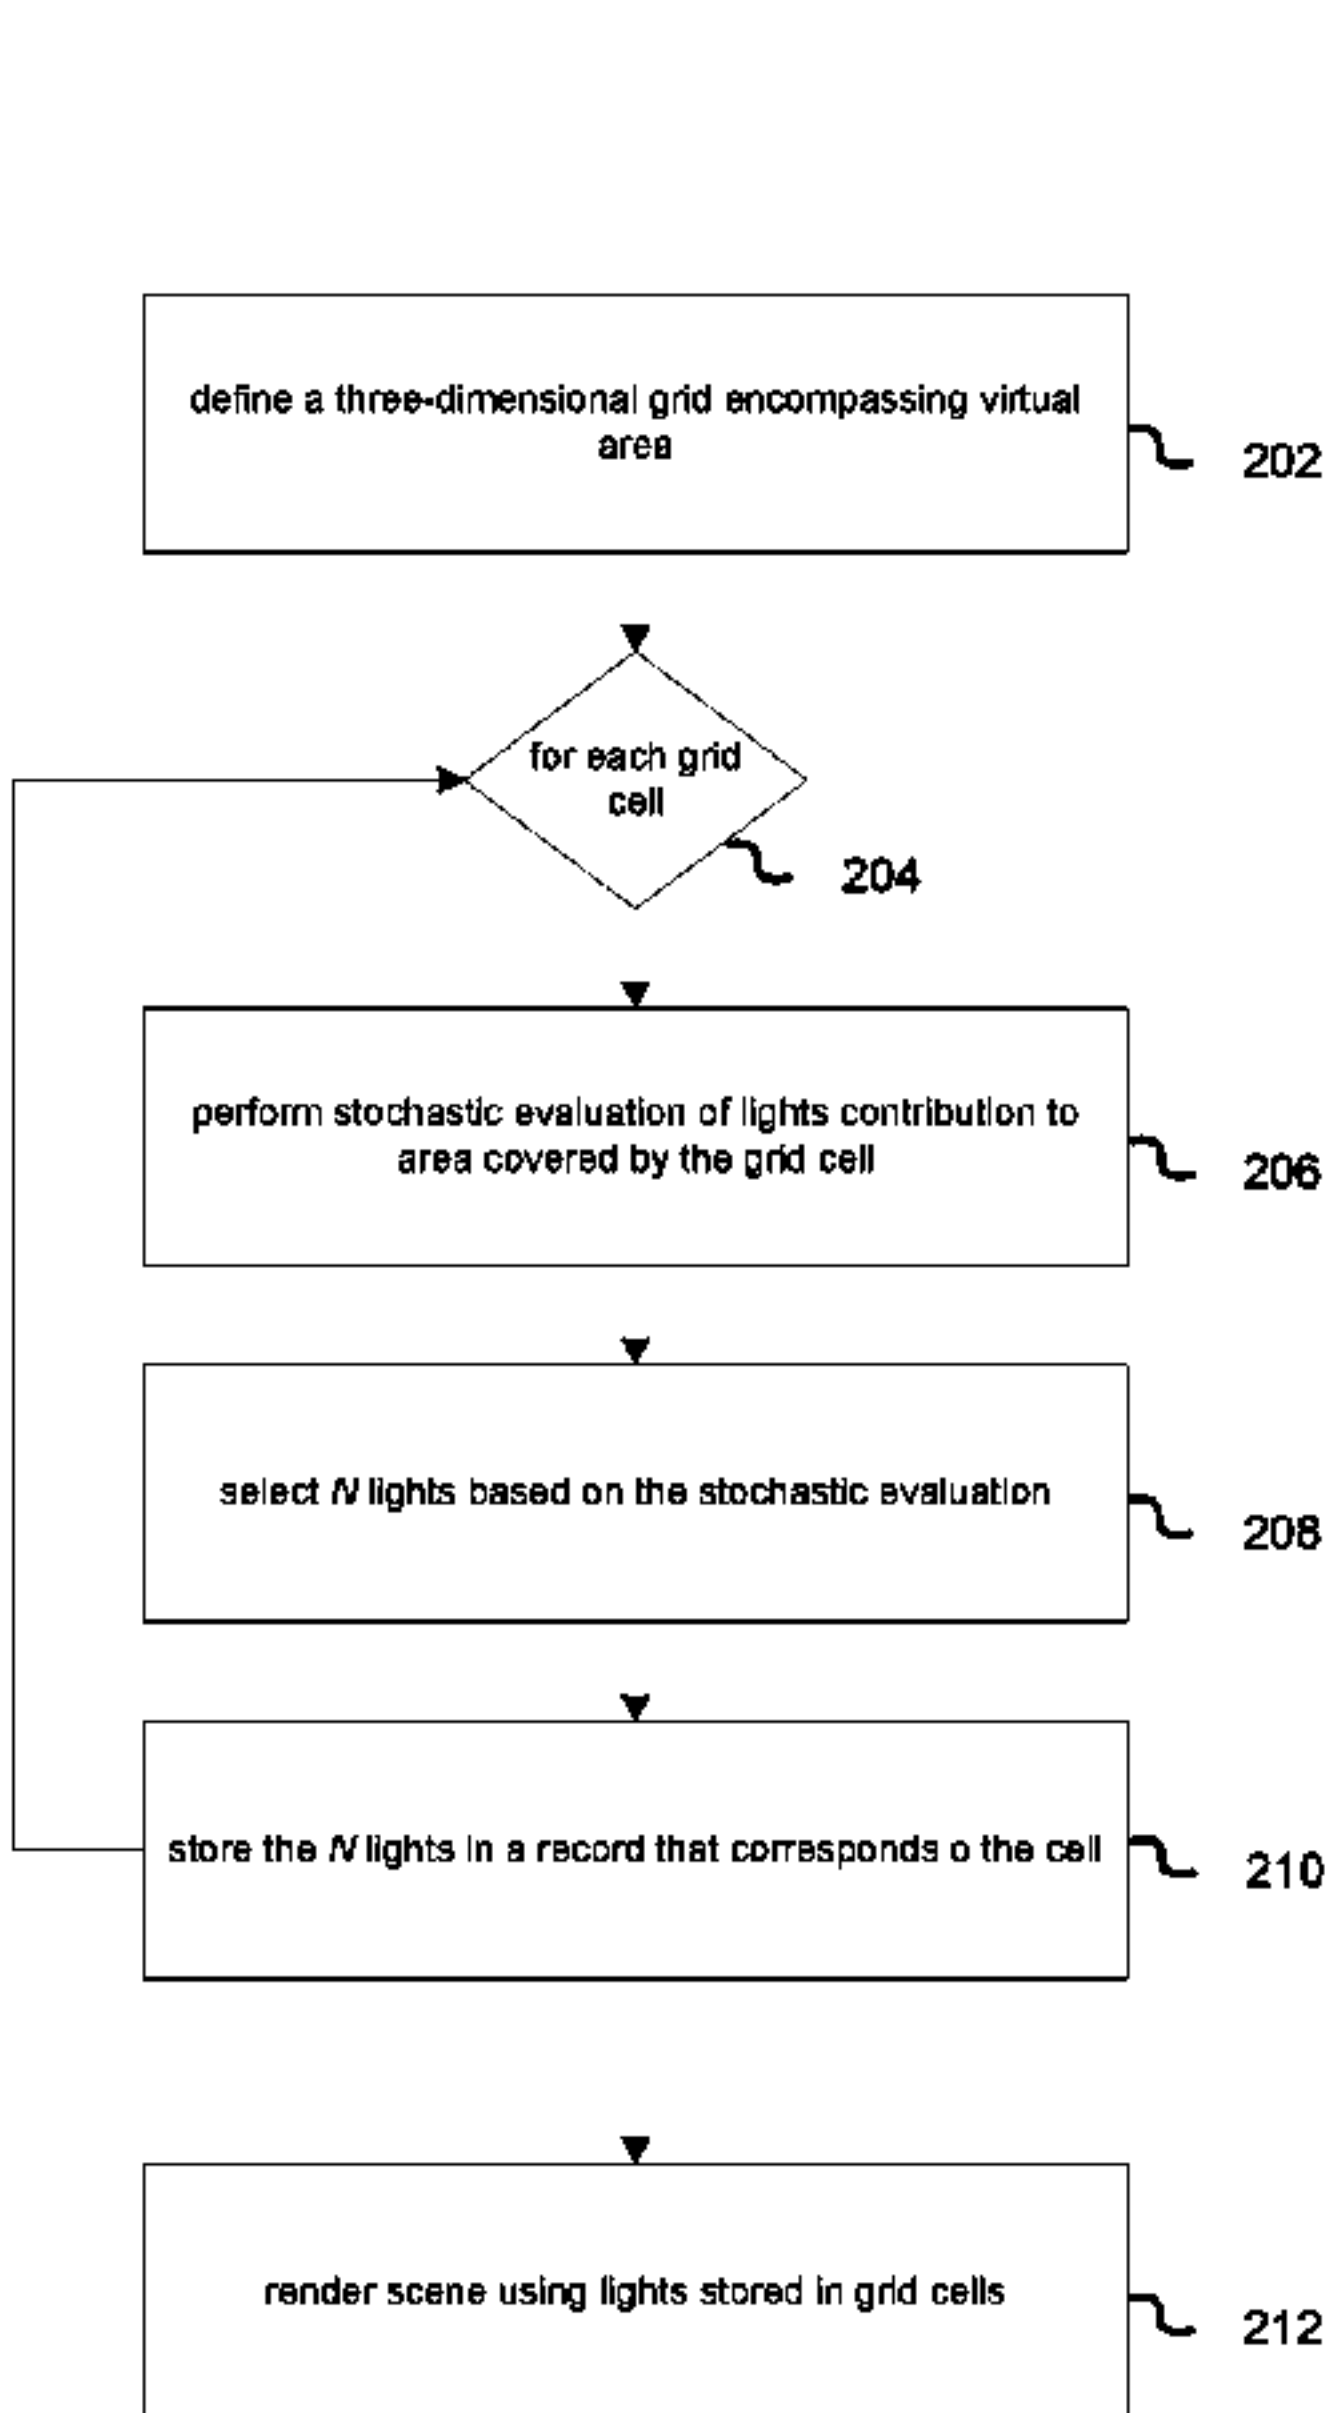 define a three-dimensional grid encompassing virtual
area
202
for each grid
cell
204
perform stochastic evaluation of lights contribution to
area covered by the grid cell
206
select N lights based on the stochastic evaluation
208
store the N lights in a record that corresponds o the cell
210
render scene using lights stored in grid cells
212